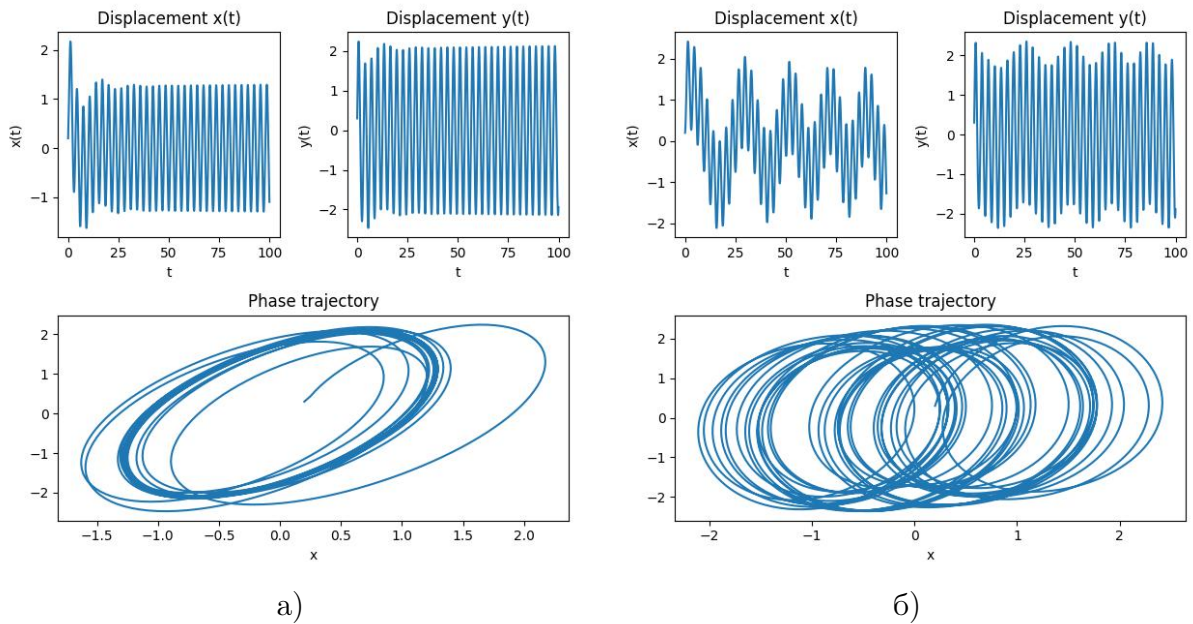 Displacement x(t)
Displacement y(t)
Displacement x(t)
Displacement y(t)
x(t)
2
1
0
−1
0 25 50 75 100
t
y(t)
2
1
0
−1
−2
0 25 50 75 100
t
x(t)
2
1
0
−1
−2
0 25 50 75 100
t
y(t)
2
1
0
−1
−2
0 25 50 75 100
t
Phase trajectory
2
1
0
−1
−2
−1.5 −1.0 −0.5 0.0 0.5 1.0 1.5 2.0
x
Phase trajectory
2
1
0
−1
−2
−2 −1 0 1 2
x
а)
б)